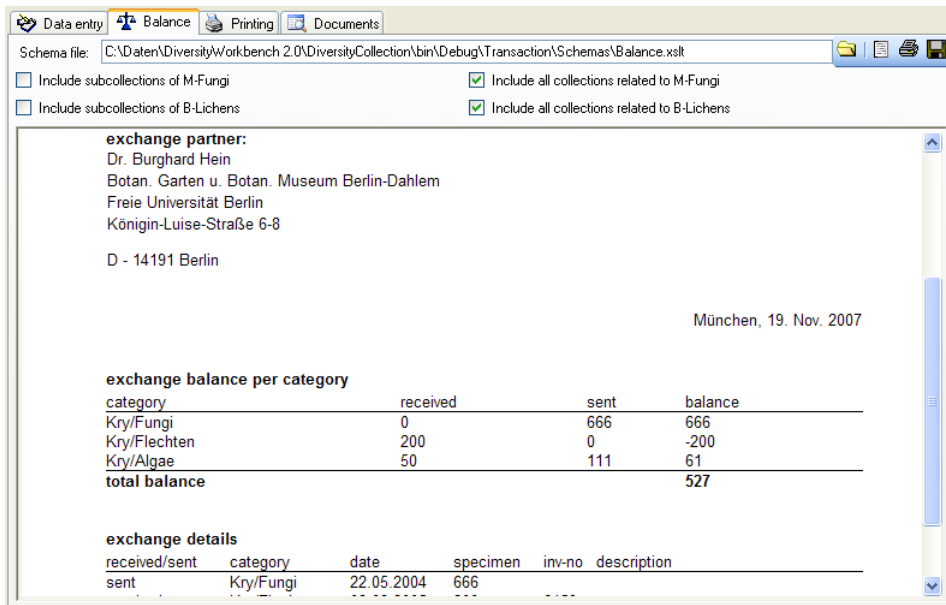 Data entry Balance Printing Documents
Schema file: C:\Daten\DiversityWorkbench 2.0\DiversityCollection\bin\Debug\Transaction\Schemas\Balance.xslt
Include subcollections of M-Fungi Include all collections related to M-Fungi
Include subcollections of B-Lichens Include all collections related to B-Lichens
exchange partner:
Dr. Burghard Hein
Botan. Garten u. Botan. Museum Berlin-Dahlem
Freie Universität Berlin
Königin-Luise-Straße 6-8
D - 14191 Berlin
München, 19. Nov. 2007
exchange balance per category
category received sent balance
Kry/Fungi 0 666 666
Kry/Flechten 200 0 -200
Kry/Algae 50 111 61
total balance 527
exchange details
received/sent category date specimen inv-no description
sent Kry/Fungi 22.05.2004 666